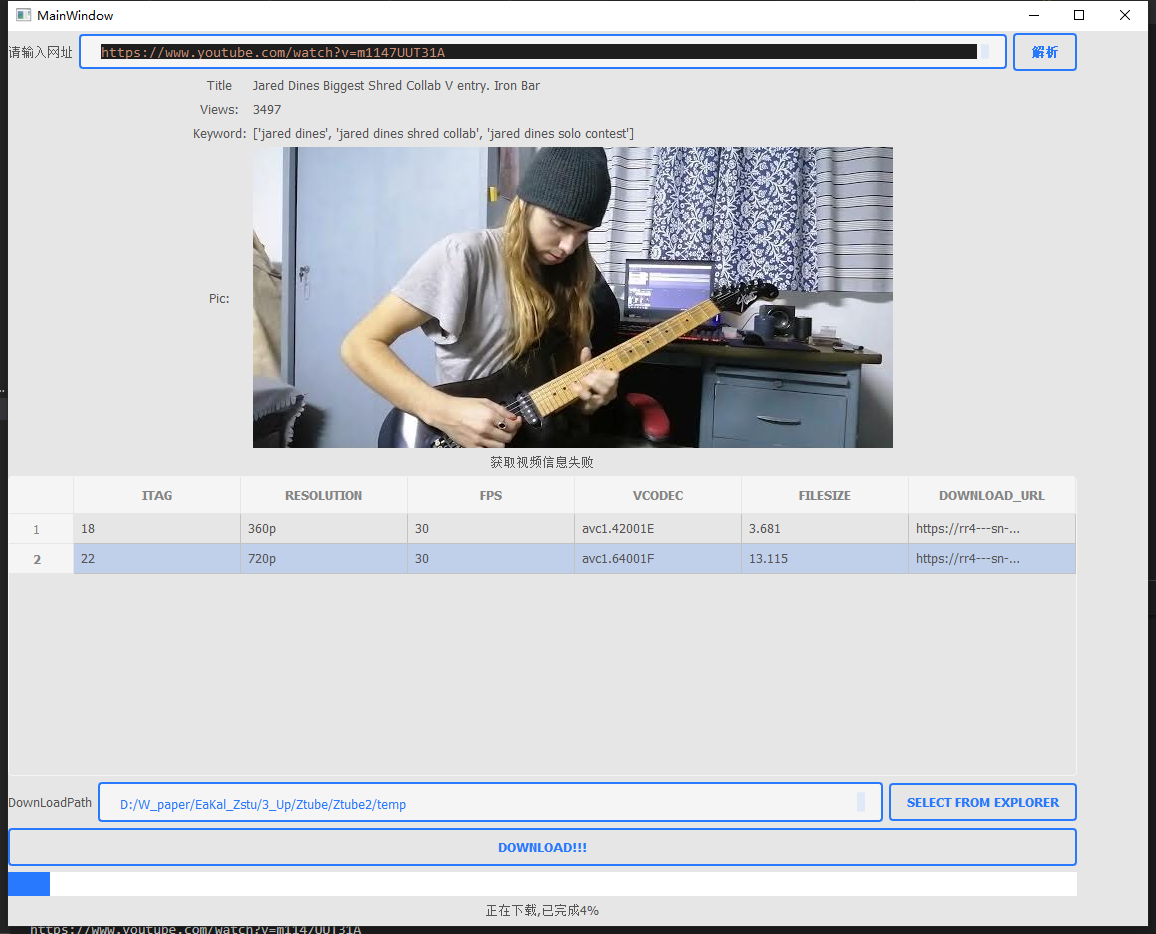 MainWindow
请输入网址 https://www.youtube.com/watch?v=m1147UUT31A 解析
Title Jared Dines Biggest Shred Collab V entry. Iron Bar
Views: 3497
Keyword: ['jared dines', 'jared dines shred collab', 'jared dines solo contest']
Pic:
获取视频信息失败
ITAG RESOLUTION FPS VCODEC FILESIZE DOWNLOAD_URL
1 18 360p 30 avc1.42001E 3.681 https://rr4---sn-...
2 22 720p 30 avc1.64001F 13.115 https://rr4---sn-...
DownLoadPath D:/W_paper/EaKal_Zstu/3_Up/Ztube/Ztube2/temp SELECT FROM EXPLORER
DOWNLOAD!!!
正在下载,已完成4%
https://www.youtube.com/watch?v=m1147UUT31A